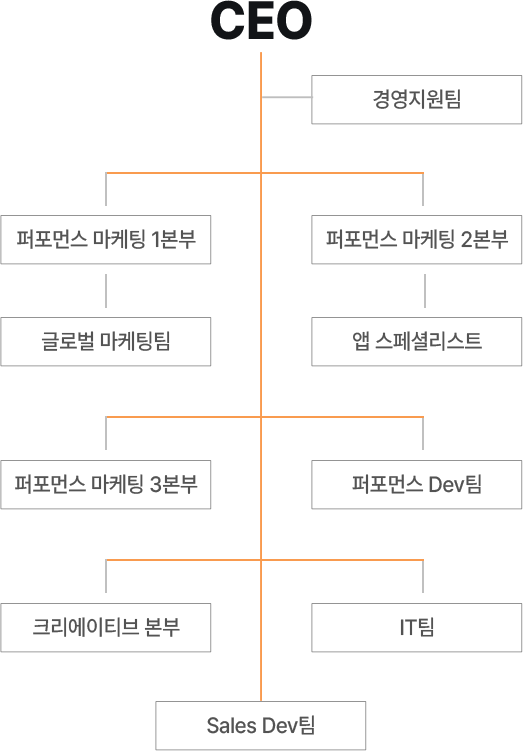 CEO
경영지원팀
퍼포먼스 마케팅 1본부
퍼포먼스 마케팅 2본부
글로벌 마케팅팀
앱 스페셜리스트
퍼포먼스 마케팅 3본부
퍼포먼스 Dev팀
크리에이티브 본부
IT팀
Sales Dev팀